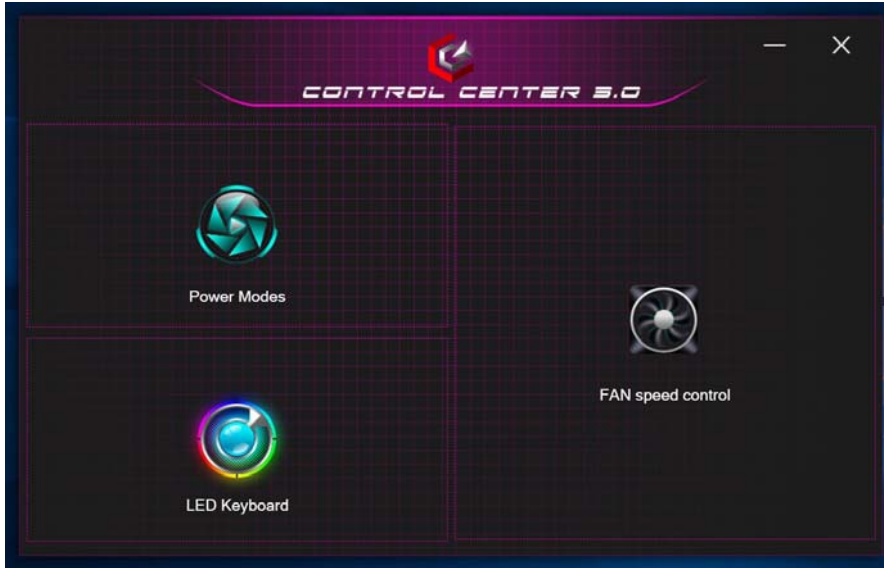 CONTROL CENTER 3.0
Power Modes
FAN speed control
LED Keyboard